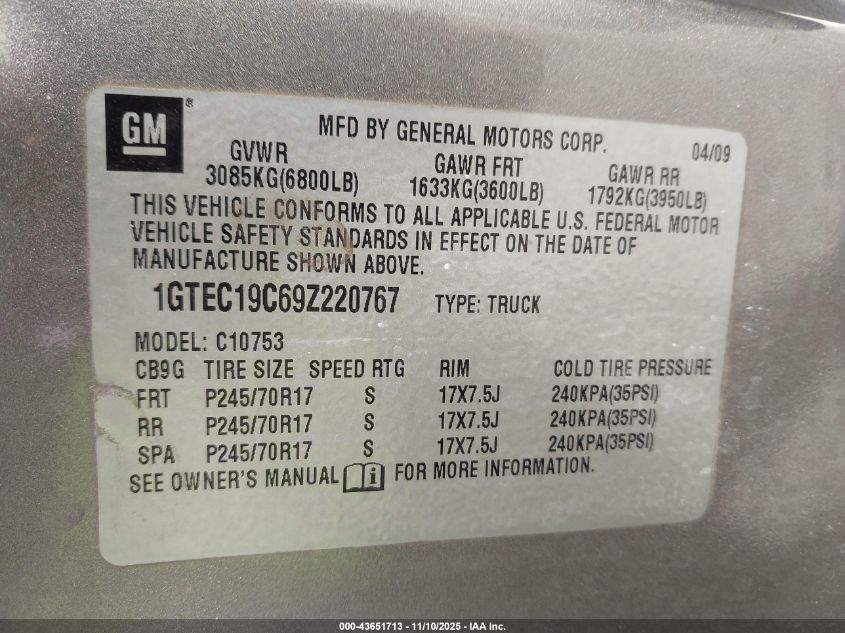 GM®
MFD BY GENERAL MOTORS CORP. 04/09
GVWR GAWR FRT GAWR RR
3085KG(6800LB) 1633KG(3600LB) 1792KG(3950LB)
THIS VEHICLE CONFORMS TO ALL APPLICABLE U.S. FEDERAL MOTOR
VEHICLE SAFETY STANDARDS IN EFFECT ON THE DATE OF
MANUFACTURE SHOWN ABOVE.
1GTEC19C69Z220767 TYPE: TRUCK
MODEL: C10753
CB9G TIRE SIZE SPEED RTG RIM COLD TIRE PRESSURE
FRT P245/70R17 S 17X7.5J 240KPA(35PSI)
RR P245/70R17 S 17X7.5J 240KPA(35PSI)
SPA P245/70R17 S 17X7.5J 240KPA(35PSI)
SEE OWNER'S MANUAL i FOR MORE INFORMATION.
000-43651713 - 11/10/2025 - IAA Inc.